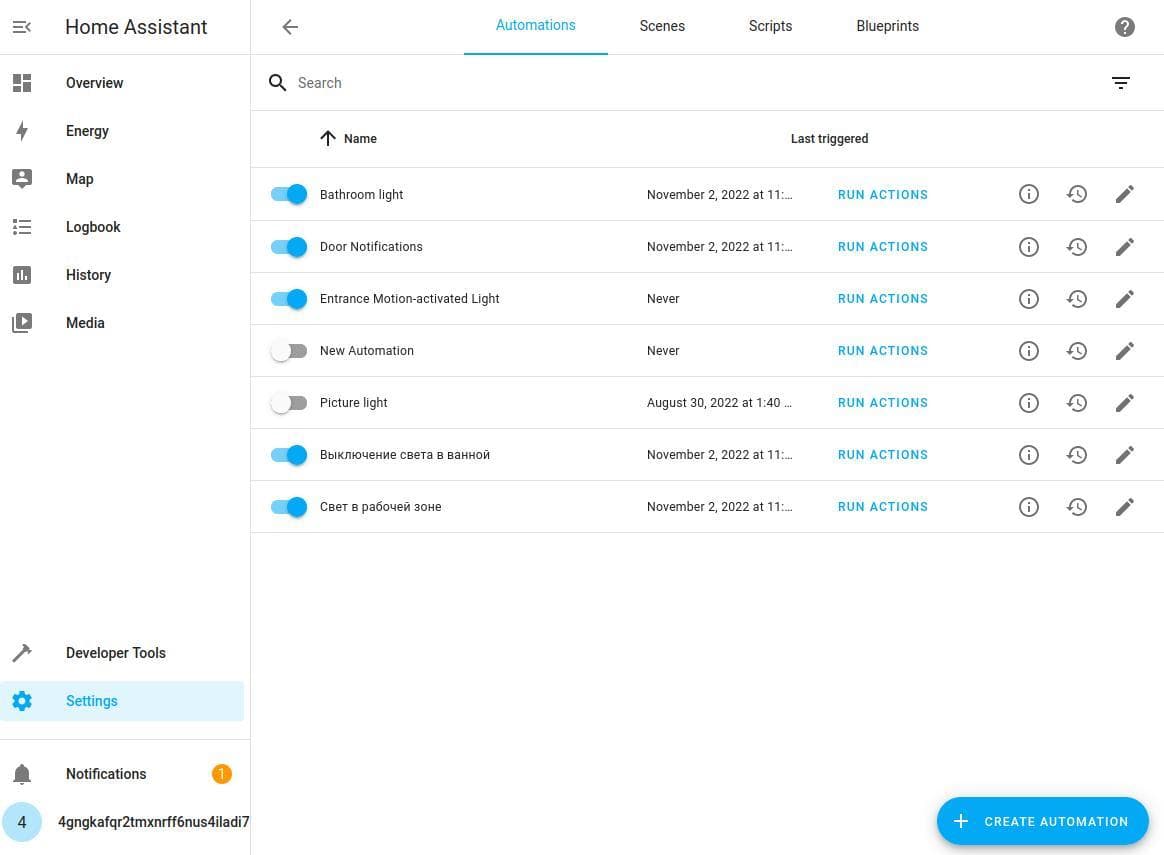 Home Assistant
Automations Scenes Scripts Blueprints
Overview
Energy
Map
Logbook
History
Media
Developer Tools
Settings
Notifications 1
4 4gngkafqr2tmxnrff6nus4iladi7
Search
Name Last triggered
Bathroom light November 2, 2022 at 11:… RUN ACTIONS
Door Notifications November 2, 2022 at 11:… RUN ACTIONS
Entrance Motion-activated Light Never RUN ACTIONS
New Automation Never RUN ACTIONS
Picture light August 30, 2022 at 1:40 … RUN ACTIONS
Выключение света в ванной November 2, 2022 at 11:… RUN ACTIONS
Свет в рабочей зоне November 2, 2022 at 11:… RUN ACTIONS
CREATE AUTOMATION